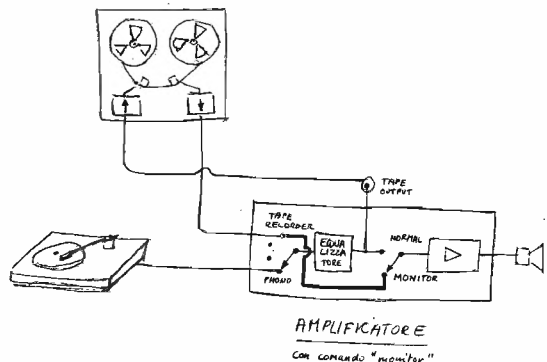 TAPE
OUTPUT
TAPE
RECORDER
EQUA
LIZZA
TORE
NORMAL
PHONO
MONITOR
AMPLIFICATORE
con comando "monitor"